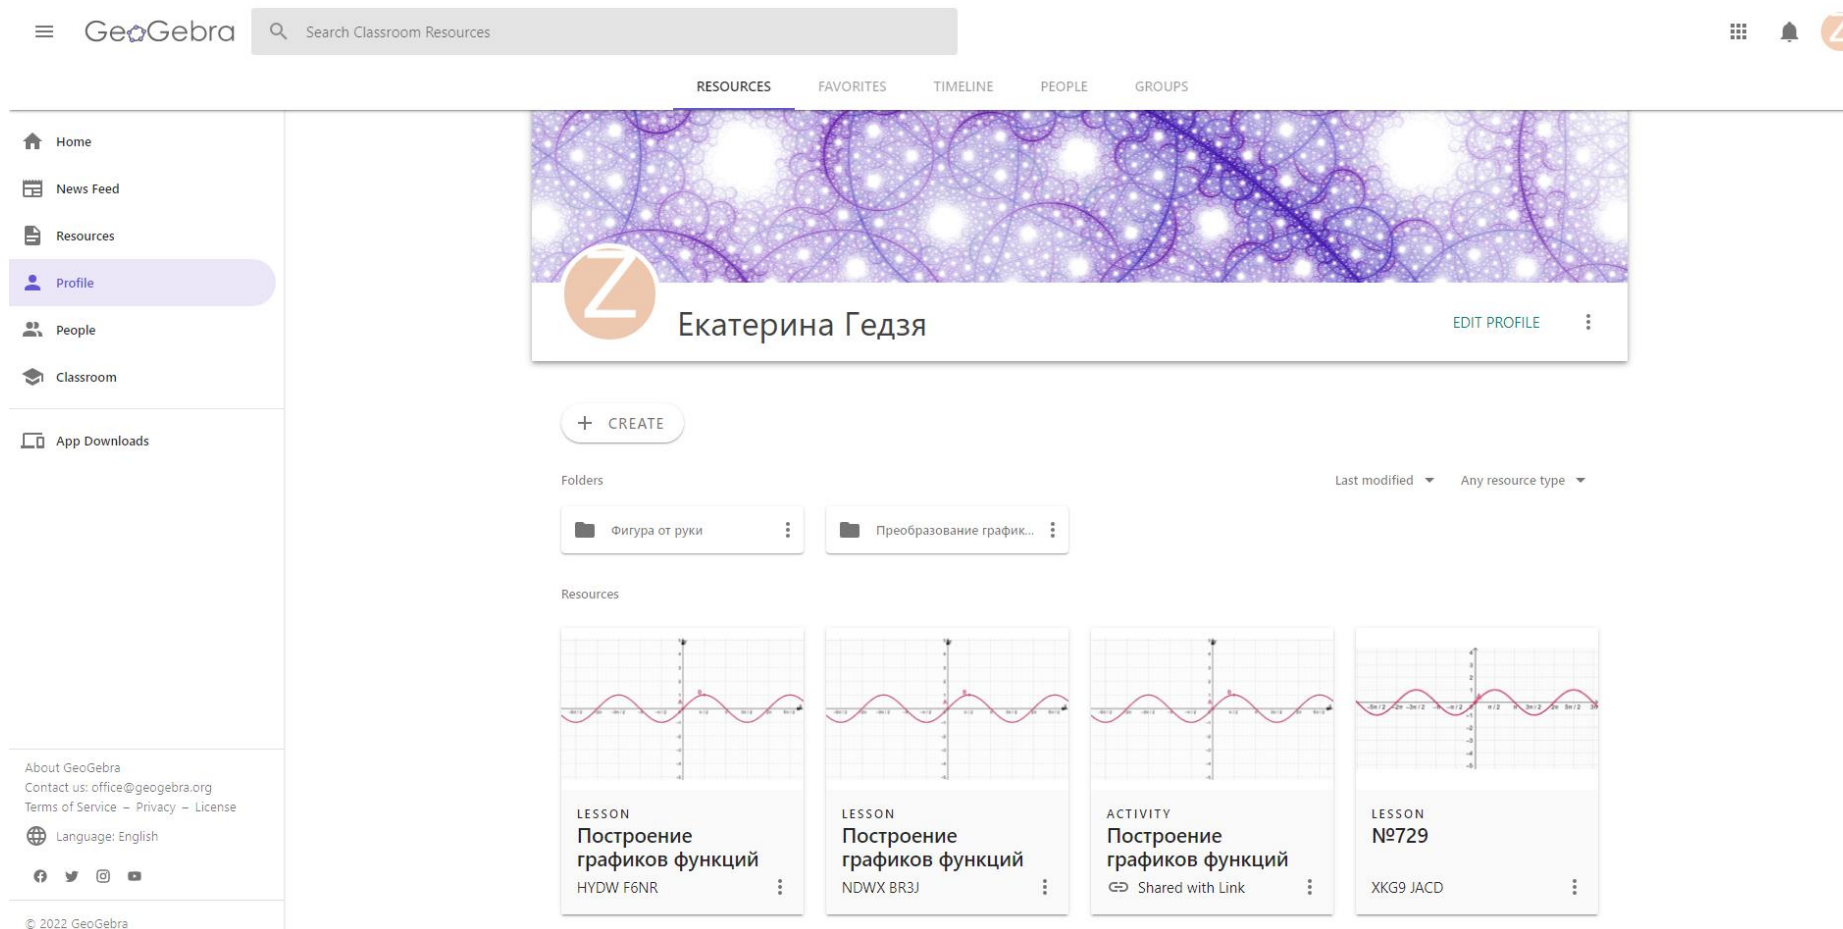 GeoGebra
Search Classroom Resources
Z
RESOURCES FAVORITES TIMELINE PEOPLE GROUPS
Home
News Feed
Resources
Profile
People
Classroom
App Downloads
Z
Екатерина Гедзя
EDIT PROFILE
+ CREATE
Folders
Last modified
Any resource type
Фигура от руки
Преобразование график...
Resources
LESSON
Построение
графиков функций
HYDW F6NR
LESSON
Построение
графиков функций
NDWX BR3J
ACTIVITY
Построение
графиков функций
Shared with Link
LESSON
№729
XKG9 JACD
About GeoGebra
Contact us: office@geogebra.org
Terms of Service – Privacy – License
Language: English
© 2022 GeoGebra